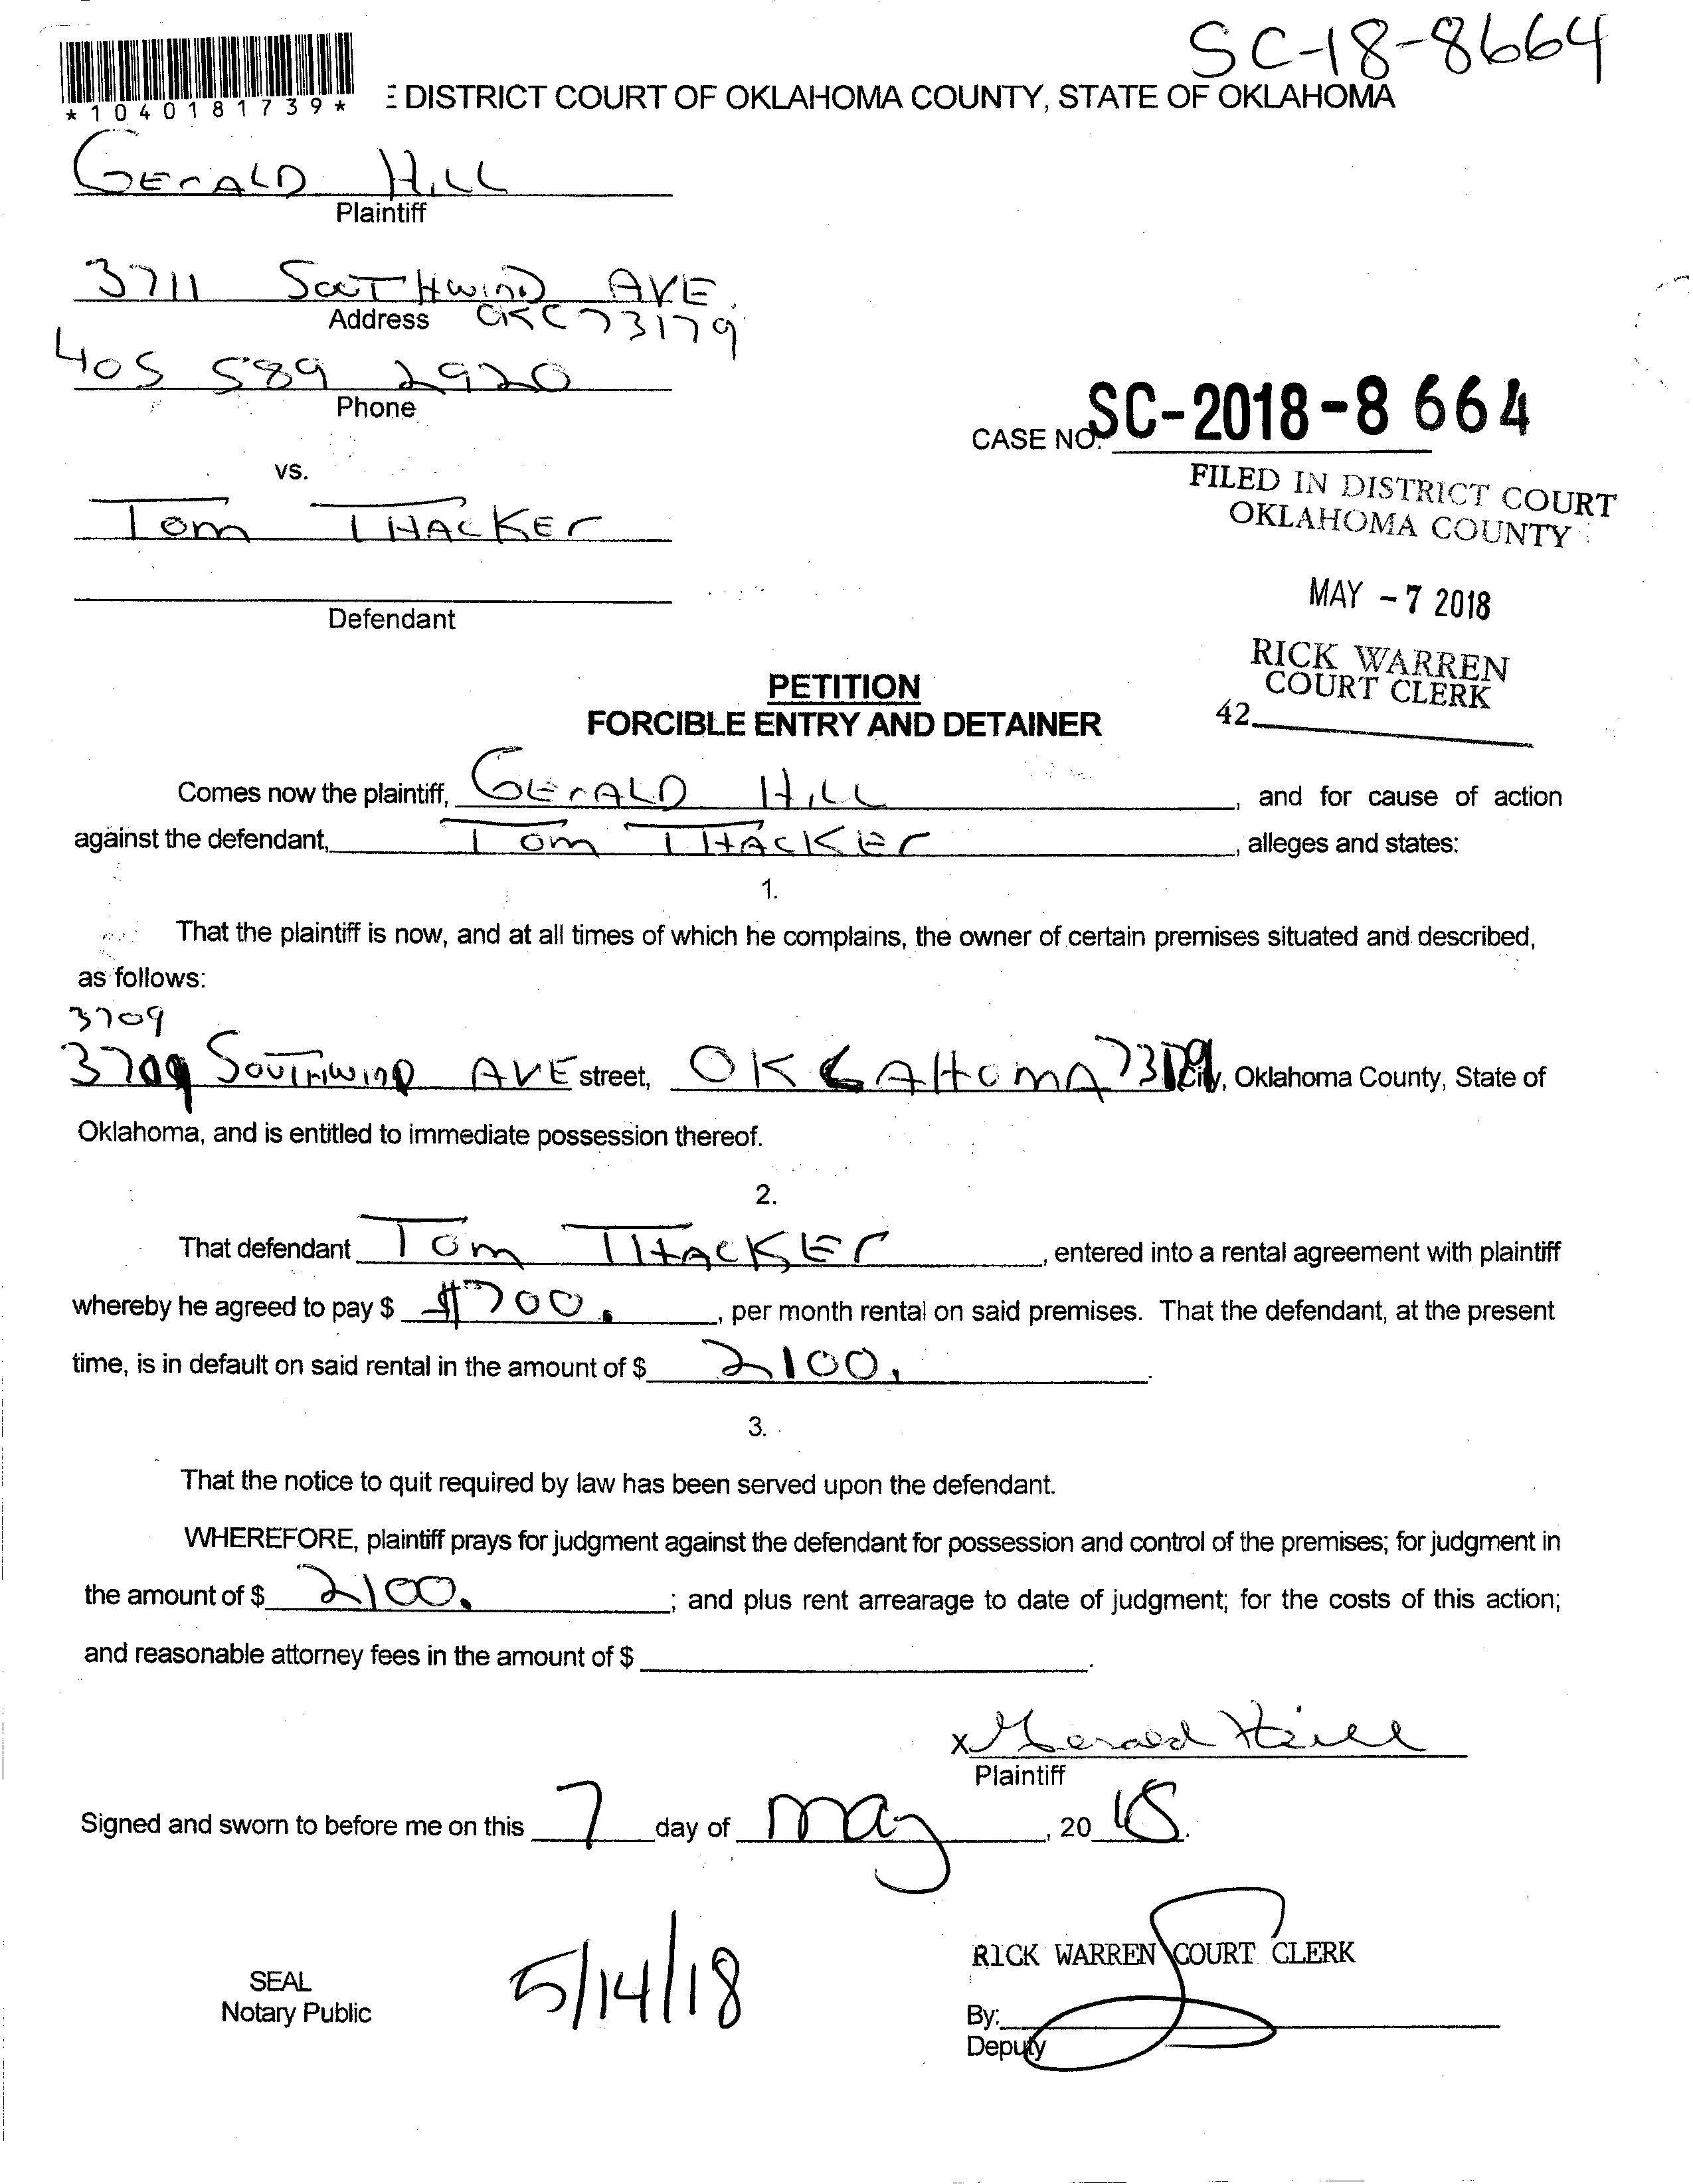 SC-18-8664
*1040181739*
E DISTRICT COURT OF OKLAHOMA COUNTY, STATE OF OKLAHOMA
GErALD HiLL
Plaintiff
3711 SouTHwinD AVE.
Address OKC 73179
405 589 2920
Phone
CASE NO. SC-2018-8 664
vs.
FILED IN DISTRICT COURT
OKLAHOMA COUNTY
Tom THACKEr
MAY -7 2018
Defendant
RICK WARREN
COURT CLERK
42
PETITION
FORCIBLE ENTRY AND DETAINER
Comes now the plaintiff, GErALD HiLL, and for cause of action
against the defendant, Tom THACKEr, alleges and states:
1.
That the plaintiff is now, and at all times of which he complains, the owner of certain premises situated and described,
as follows:
3709
3709 SouTHwinD AVE street, OKLAHomA 73179 City, Oklahoma County, State of
Oklahoma, and is entitled to immediate possession thereof.
2.
That defendant Tom THACKEr, entered into a rental agreement with plaintiff
whereby he agreed to pay $ $700., per month rental on said premises. That the defendant, at the present
time, is in default on said rental in the amount of $ 2100..
3.
That the notice to quit required by law has been served upon the defendant.
WHEREFORE, plaintiff prays for judgment against the defendant for possession and control of the premises; for judgment in
the amount of $ 2100. ; and plus rent arrearage to date of judgment; for the costs of this action;
and reasonable attorney fees in the amount of $ .
x Gerald Hill
Plaintiff
Signed and sworn to before me on this 7 day of may, 20 18.
RICK WARREN COURT CLERK
SEAL
5/14/18
Notary Public
By:
Deputy